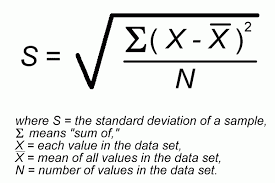 S = √ Σ(X - X̄)² / N
where S = the standard deviation of a sample,
Σ means "sum of,"
X = each value in the data set,
X̄ = mean of all values in the data set,
N = number of values in the data set.